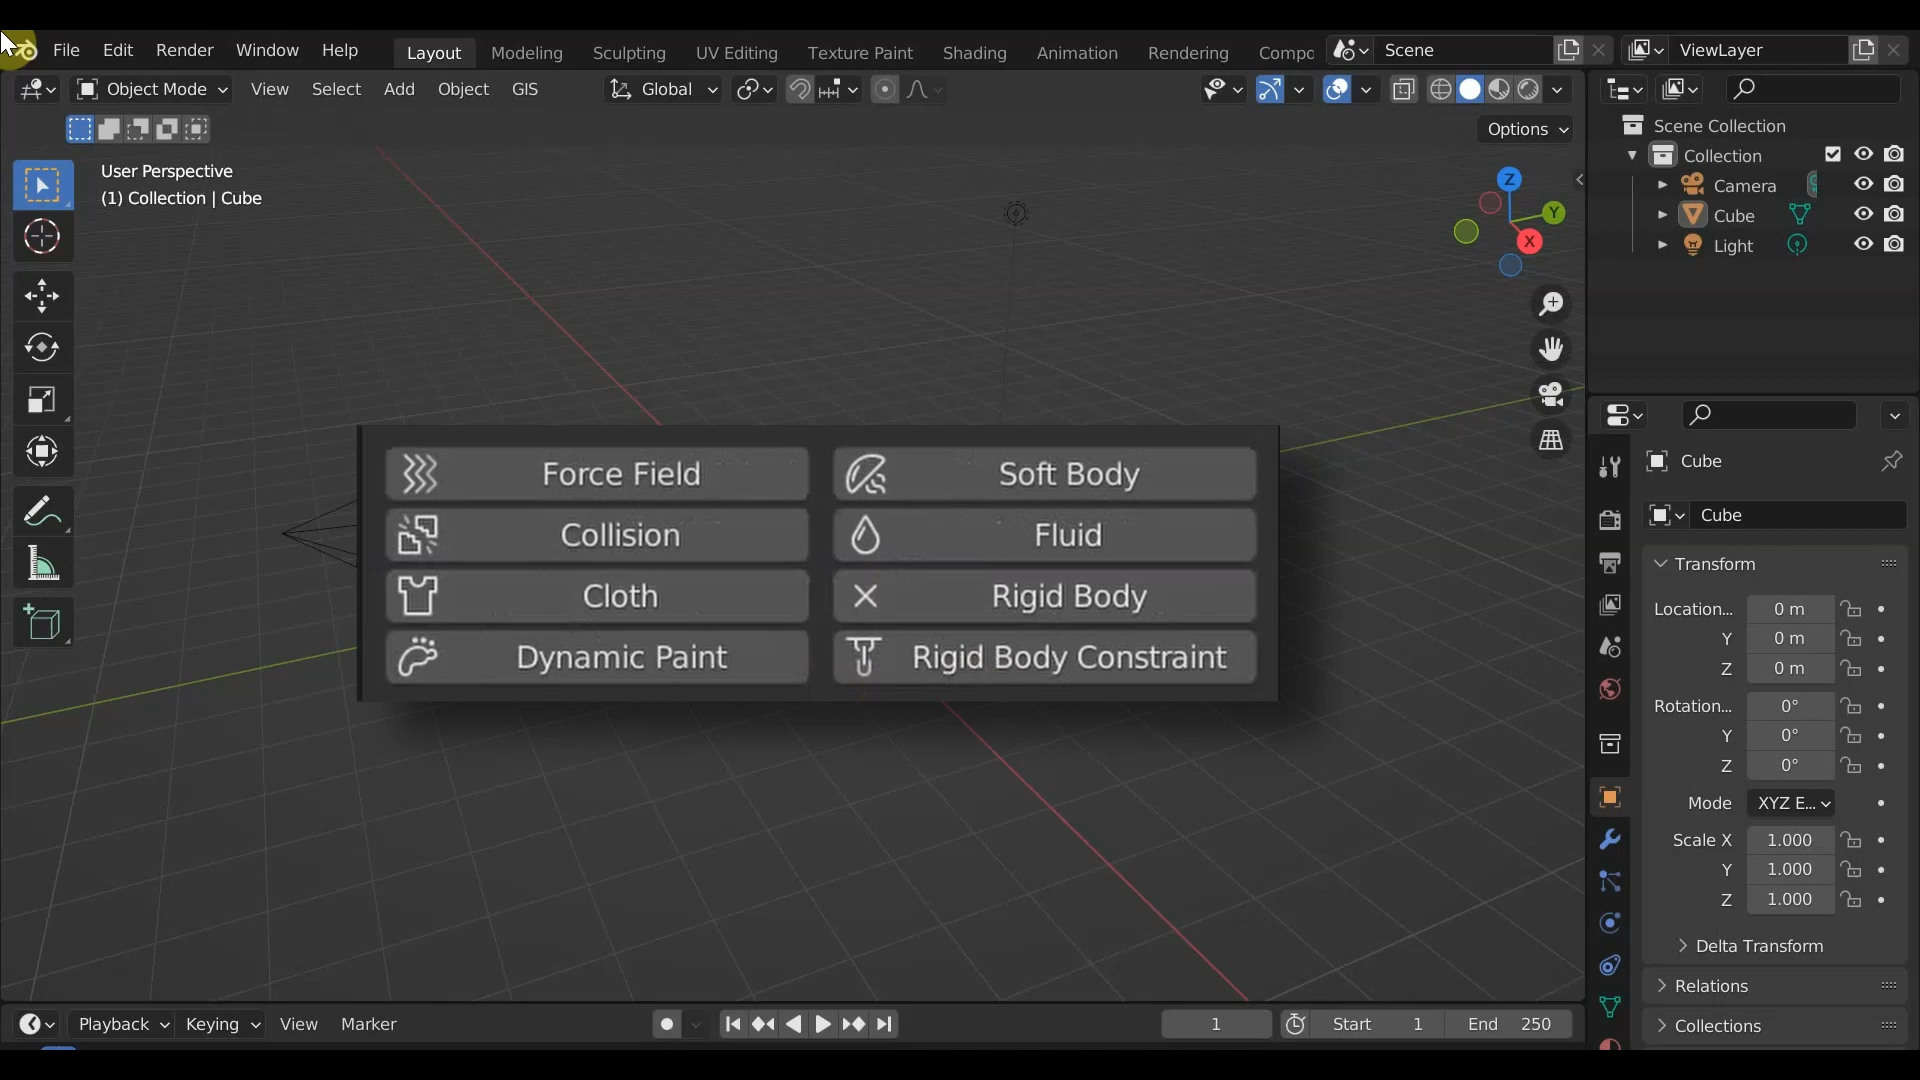 File Edit Render Window Help Layout Modeling Sculpting UV Editing Texture Paint Shading Animation Rendering Compo Scene ViewLayer
Object Mode View Select Add Object GIS Global
Options
User Perspective
(1) Collection | Cube
Z
Y
X
Scene Collection
Collection
Camera
Cube
Light
Force Field Soft Body
Collision Fluid
Cloth Rigid Body
Dynamic Paint Rigid Body Constraint
Cube
Cube
Transform
Location... 0 m
Y 0 m
Z 0 m
Rotation... 0°
Y 0°
Z 0°
Mode XYZ E...
Scale X 1.000
Y 1.000
Z 1.000
Delta Transform
Relations
Collections
Playback Keying View Marker 1 Start 1 End 250